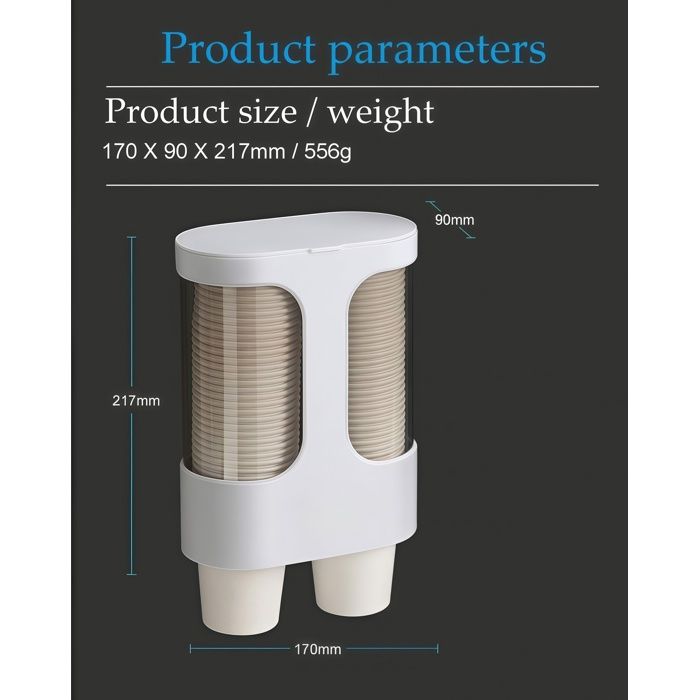 Product parameters
Product size / weight
170 X 90 X 217mm / 556g
90mm
217mm
170mm